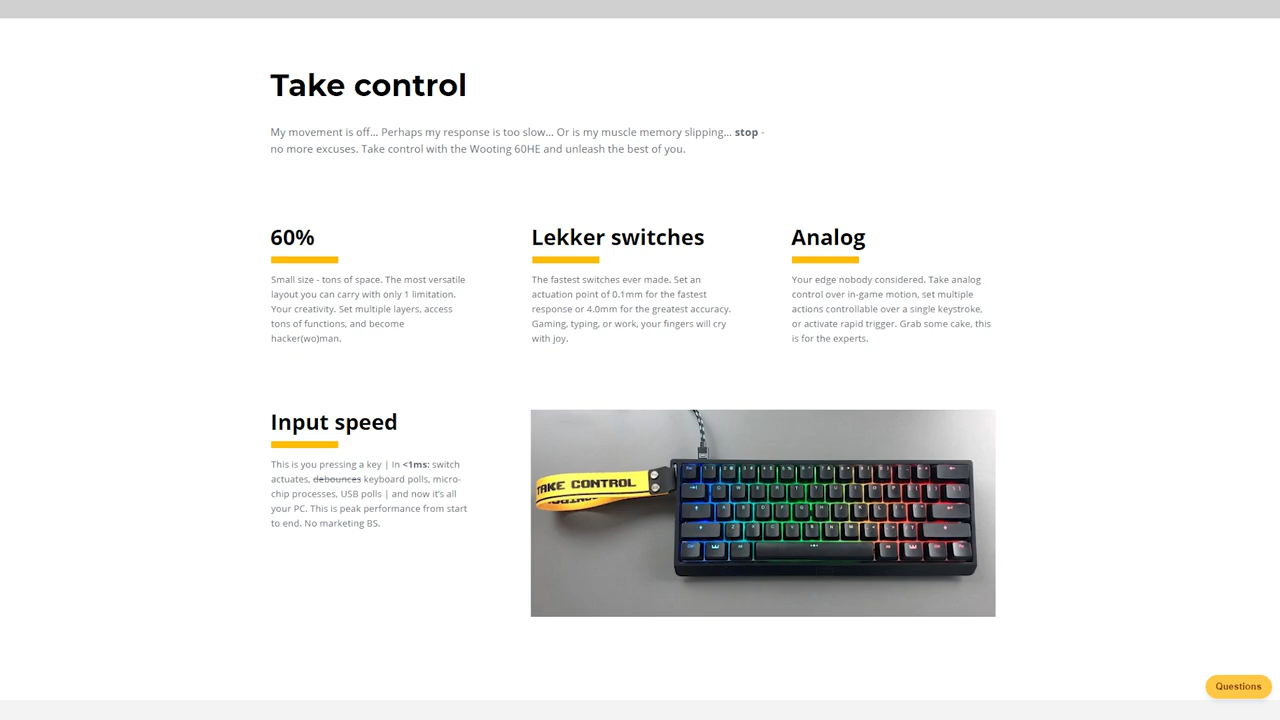 Take control
My movement is off... Perhaps my response is too slow... Or is my muscle memory slipping... stop -
no more excuses. Take control with the Wooting 60HE and unleash the best of you.
60%
Small size - tons of space. The most versatile
layout you can carry with only 1 limitation.
Your creativity. Set multiple layers, access
tons of functions, and become
hacker(wo)man.
Lekker switches
The fastest switches ever made. Set an
actuation point of 0.1mm for the fastest
response or 4.0mm for the greatest accuracy.
Gaming, typing, or work, your fingers will cry
with joy.
Analog
Your edge nobody considered. Take analog
control over in-game motion, set multiple
actions controllable over a single keystroke,
or activate rapid trigger. Grab some cake, this
is for the experts.
Input speed
This is you pressing a key | In <1ms: switch
actuates, debounces keyboard polls, micro-
chip processes, USB polls | and now it's all
your PC. This is peak performance from start
to end. No marketing BS.
TAKE CONTROL
Questions